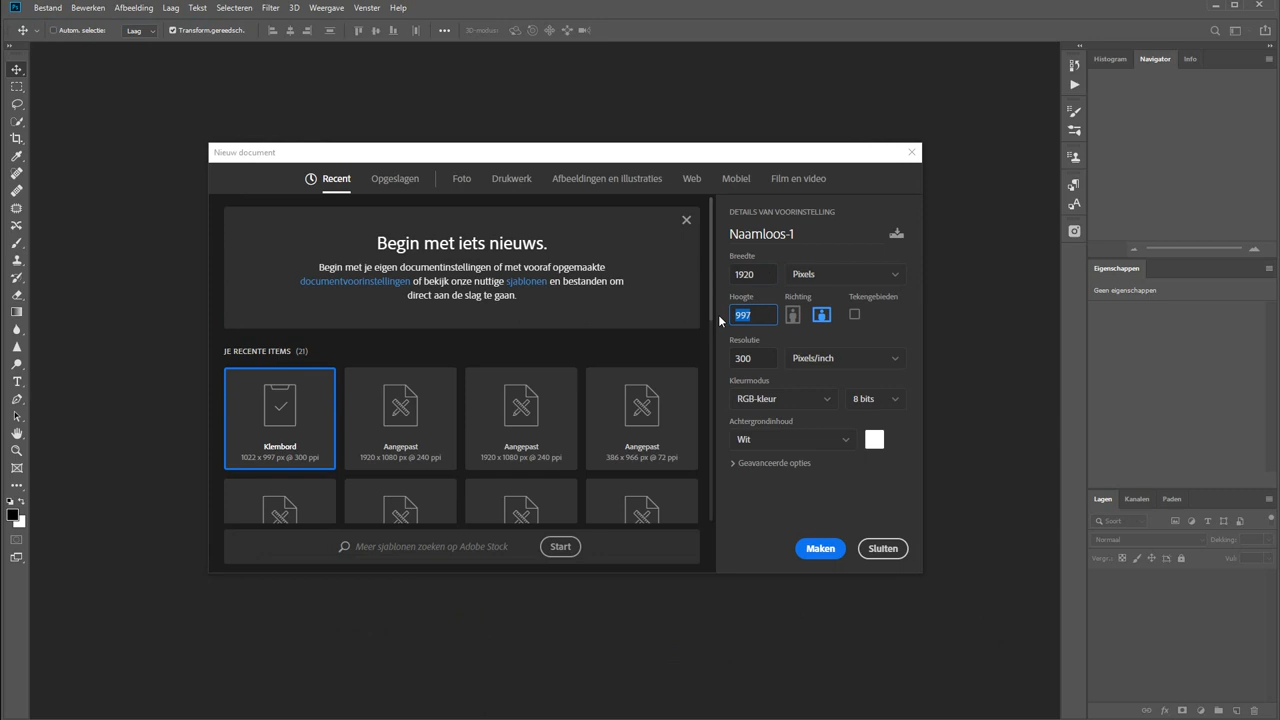 Ps Bestand Bewerken Afbeelding Laag Tekst Selecteren Filter 3D Weergave Venster Help
Autom. selectie: Laag Transform.gereedsch. 3D-modus:
Histogram Navigator Info
Nieuw document
Recent Opgeslagen Foto Drukwerk Afbeeldingen en illustraties Web Mobiel Film en video
Begin met iets nieuws.
Begin met je eigen documentinstellingen of met vooraf opgemaakte
documentvoorinstellingen of bekijk onze nuttige sjablonen en bestanden om
direct aan de slag te gaan.
JE RECENTE ITEMS (21)
Klembord
1022 x 997 px @ 300 ppi
Aangepast
1920 x 1080 px @ 240 ppi
Aangepast
1920 x 1080 px @ 240 ppi
Aangepast
386 x 966 px @ 72 ppi
Meer sjablonen zoeken op Adobe Stock Start
DETAILS VAN VOORINSTELLING
Naamloos-1
Breedte
1920 Pixels
Hoogte Richting Tekengebieden
997
Resolutie
300 Pixels/inch
Kleurmodus
RGB-kleur 8 bits
Achtergrondinhoud
Wit
Geavanceerde opties
Maken Sluiten
Eigenschappen
Geen eigenschappen
Lagen Kanalen Paden
Soort
Normaal Dekking:
Vergr.: Vul: